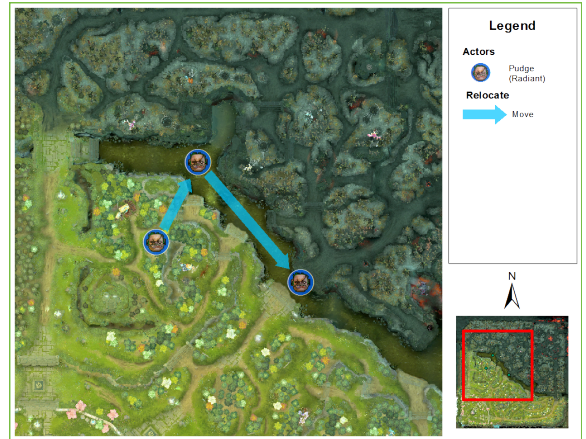 Legend
Actors
Pudge
(Radiant)
Relocate
Move
N